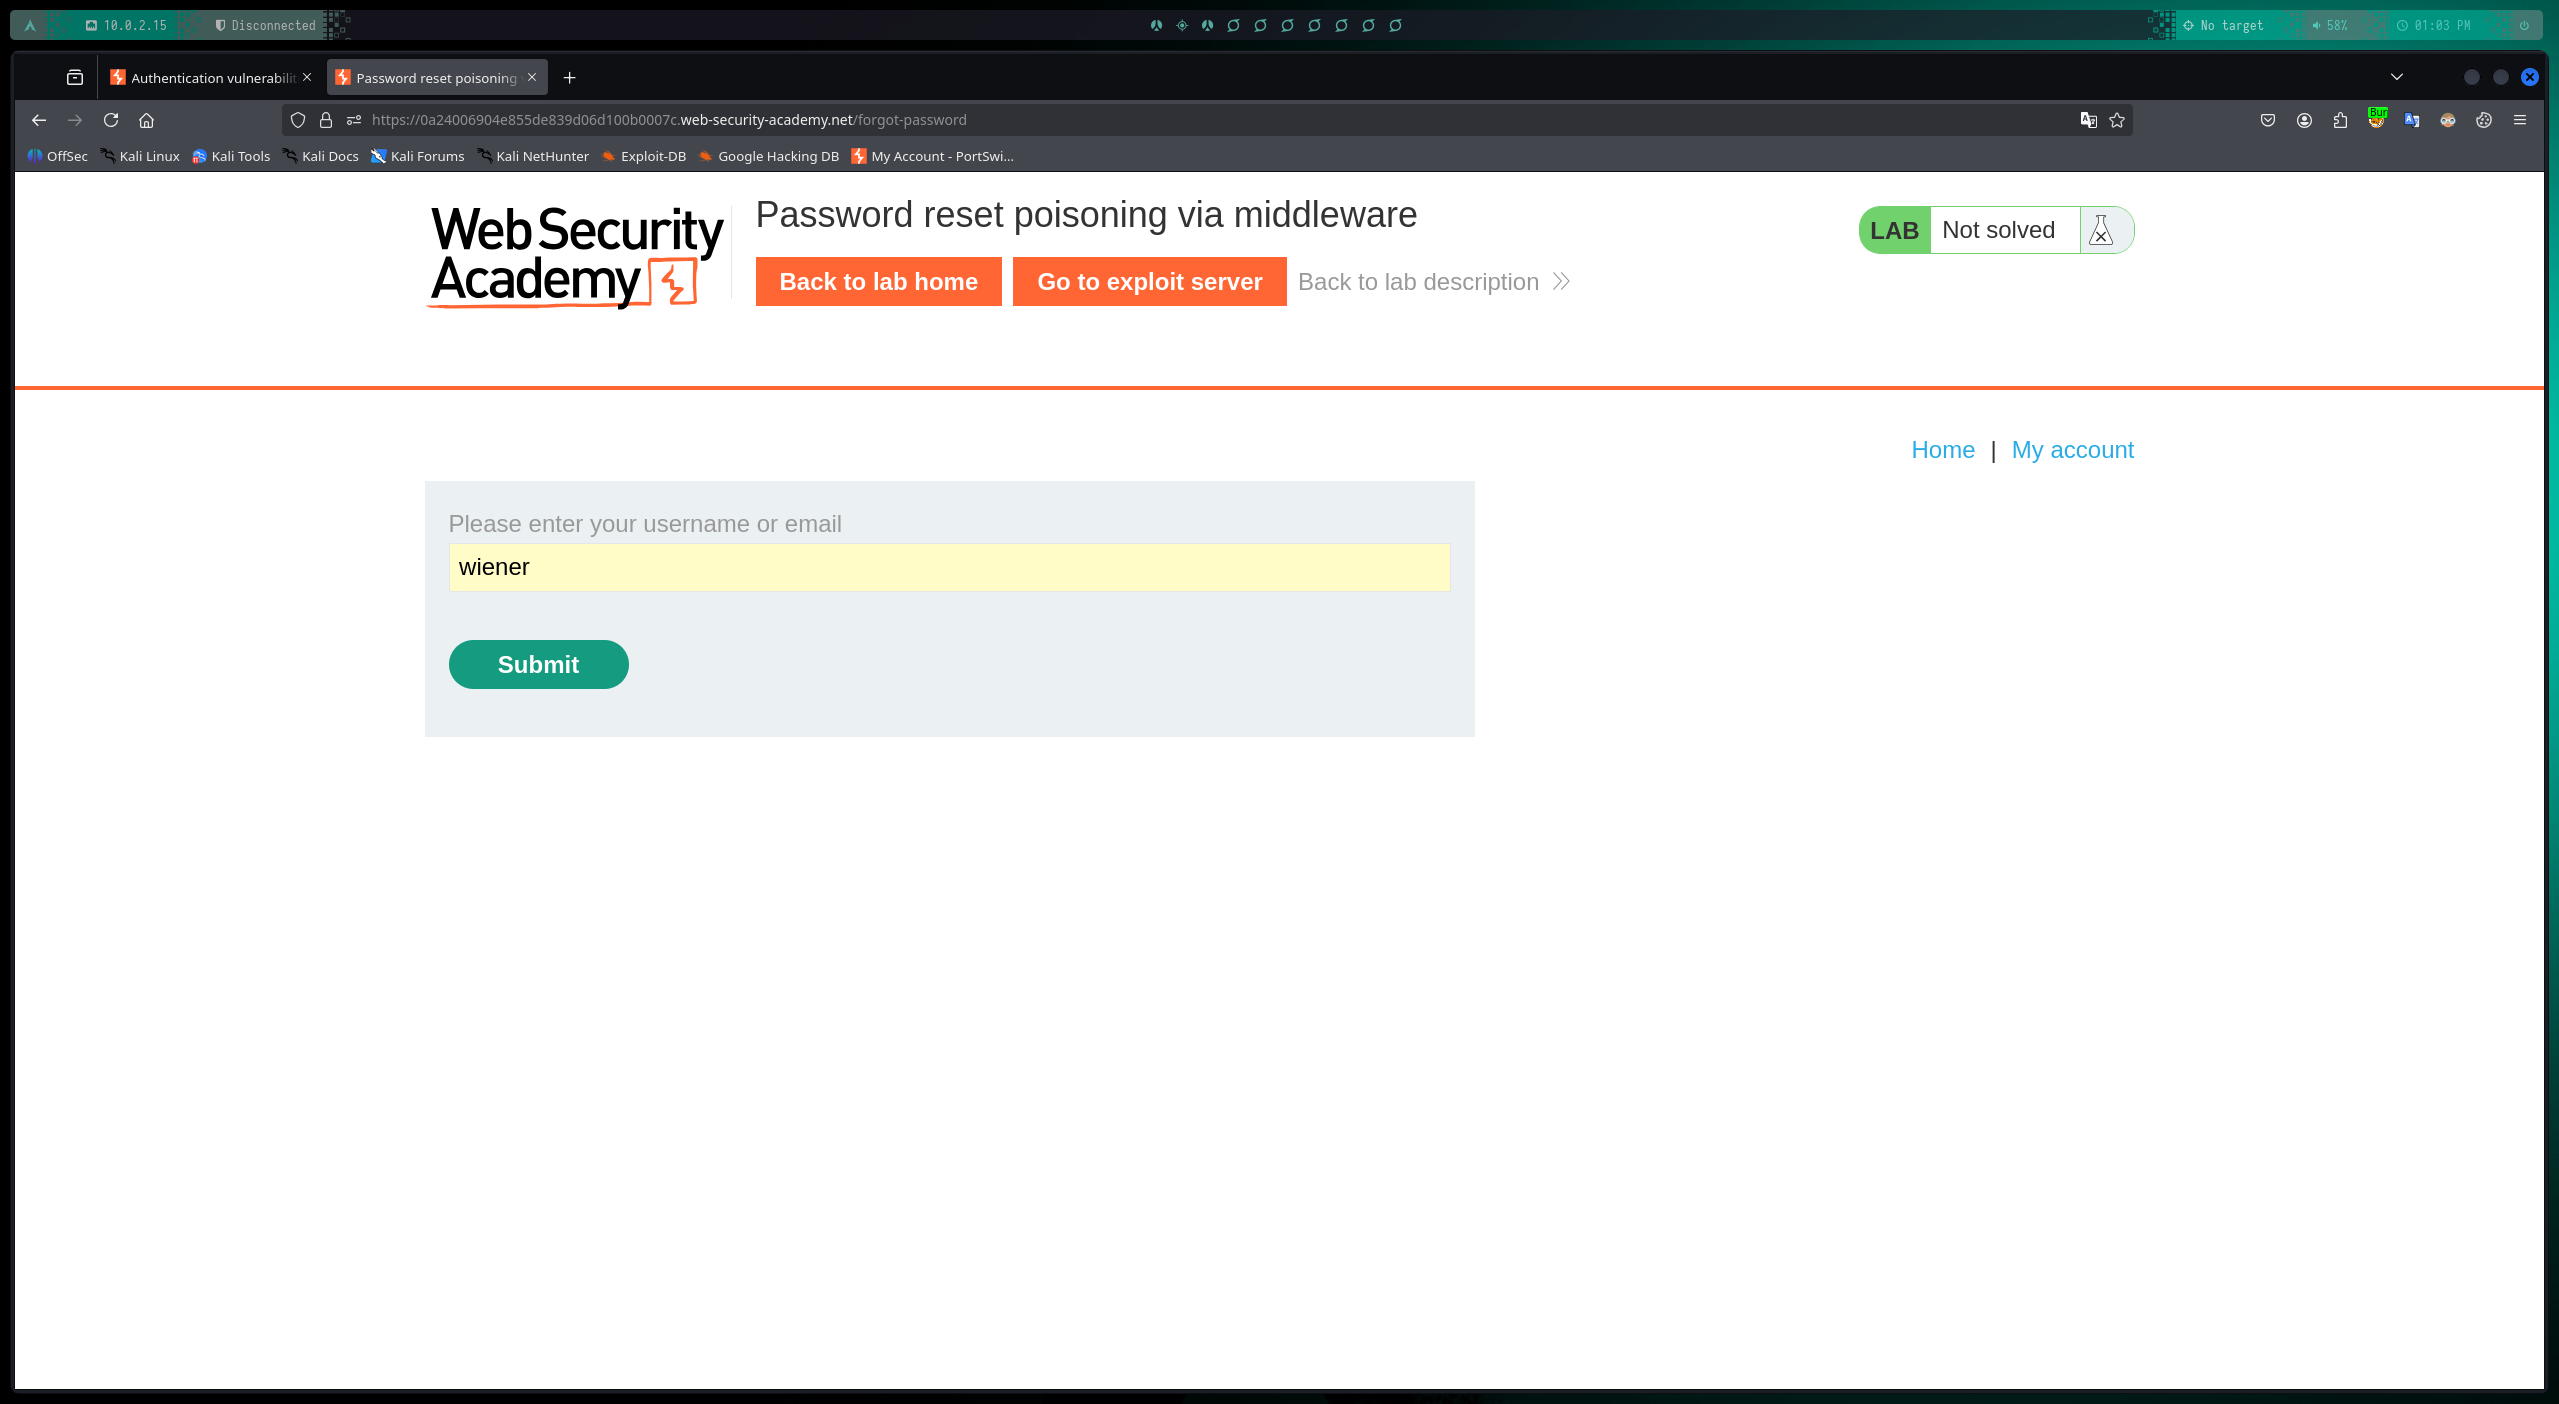 10.0.2.15 Disconnected No target 58% 01:03 PM
Authentication vulnerabilit Password reset poisoning
https://0a24006904e855de839d06d100b0007c.web-security-academy.net/forgot-password
Bur
OffSec Kali Linux Kali Tools Kali Docs Kali Forums Kali NetHunter Exploit-DB Google Hacking DB My Account - PortSwi...
Web Security
Academy
Password reset poisoning via middleware
LAB Not solved
Back to lab home Go to exploit server Back to lab description
Home | My account
Please enter your username or email
wiener
Submit